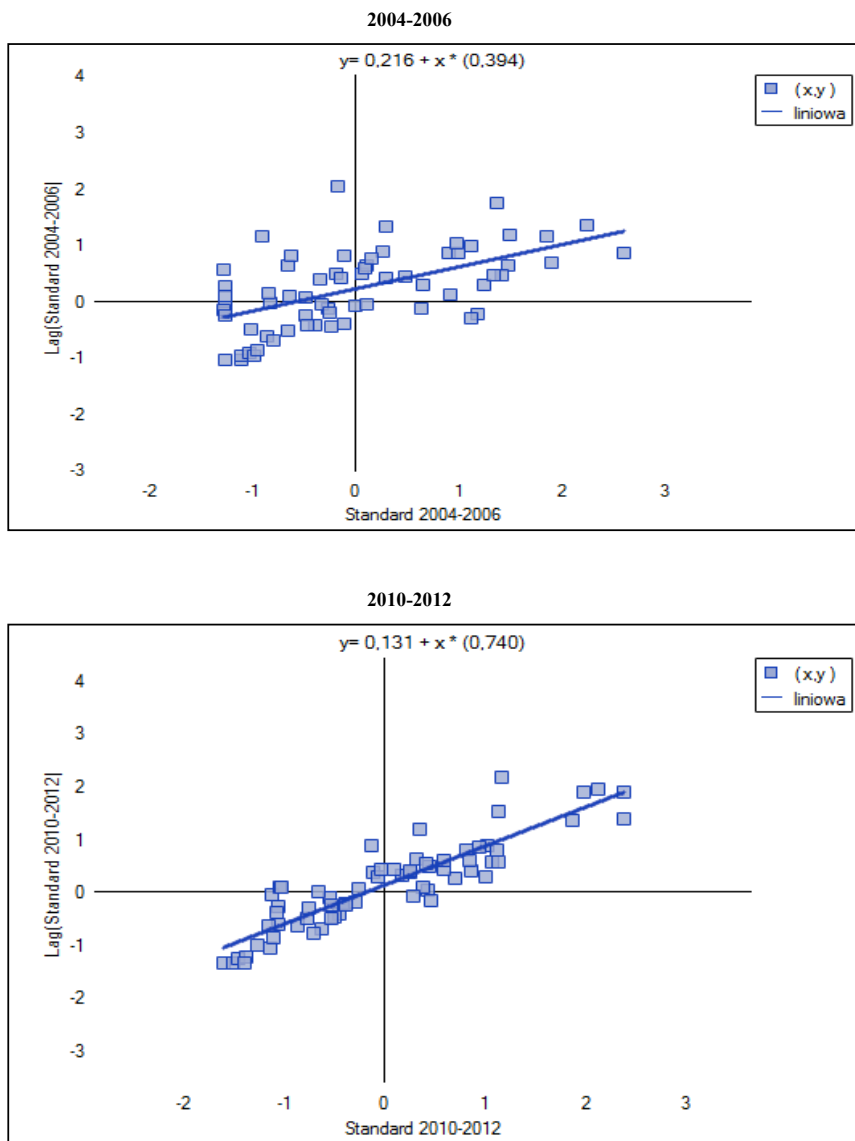 2004-2006
y= 0,216 + x * (0,394)
(x,y )
liniowa
4
3
2
1
0
-1
-2
-3
Lag(Standard 2004-2006)
-2 -1 0 1 2 3
Standard 2004-2006
2010-2012
y= 0,131 + x * (0,740)
(x,y )
liniowa
4
3
2
1
0
-1
-2
-3
Lag(Standard 2010-2012)
-2 -1 0 1 2 3
Standard 2010-2012